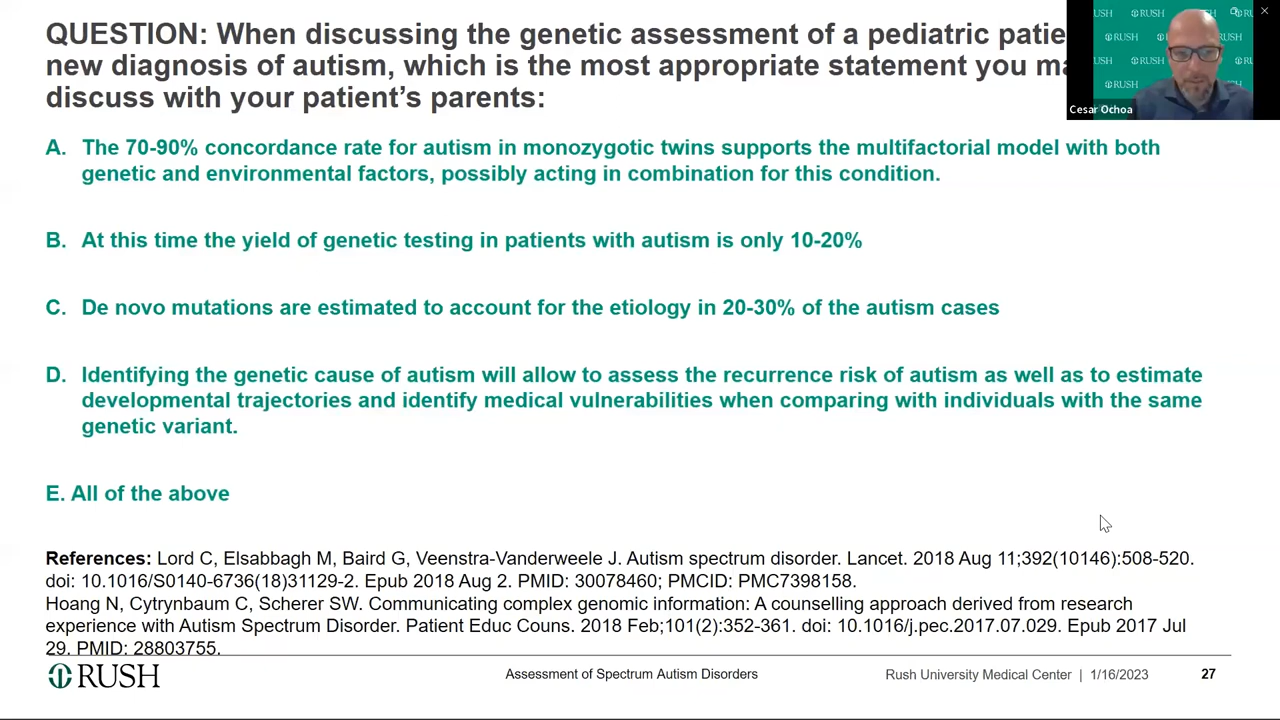 QUESTION: When discussing the genetic assessment of a pediatric patie
new diagnosis of autism, which is the most appropriate statement you ma
discuss with your patient's parents:
RUSH
RUSH
RUSH
RUSH
RUSH
RUSH
Cesar Ochoa
A. The 70-90% concordance rate for autism in monozygotic twins supports the multifactorial model with both
genetic and environmental factors, possibly acting in combination for this condition.
B. At this time the yield of genetic testing in patients with autism is only 10-20%
C. De novo mutations are estimated to account for the etiology in 20-30% of the autism cases
D. Identifying the genetic cause of autism will allow to assess the recurrence risk of autism as well as to estimate
developmental trajectories and identify medical vulnerabilities when comparing with individuals with the same
genetic variant.
E. All of the above
References: Lord C, Elsabbagh M, Baird G, Veenstra-Vanderweele J. Autism spectrum disorder. Lancet. 2018 Aug 11;392(10146):508-520.
doi: 10.1016/S0140-6736(18)31129-2. Epub 2018 Aug 2. PMID: 30078460; PMCID: PMC7398158.
Hoang N, Cytrynbaum C, Scherer SW. Communicating complex genomic information: A counselling approach derived from research
experience with Autism Spectrum Disorder. Patient Educ Couns. 2018 Feb;101(2):352-361. doi: 10.1016/j.pec.2017.07.029. Epub 2017 Jul
29. PMID: 28803755.
RUSH
Assessment of Spectrum Autism Disorders
Rush University Medical Center | 1/16/2023
27